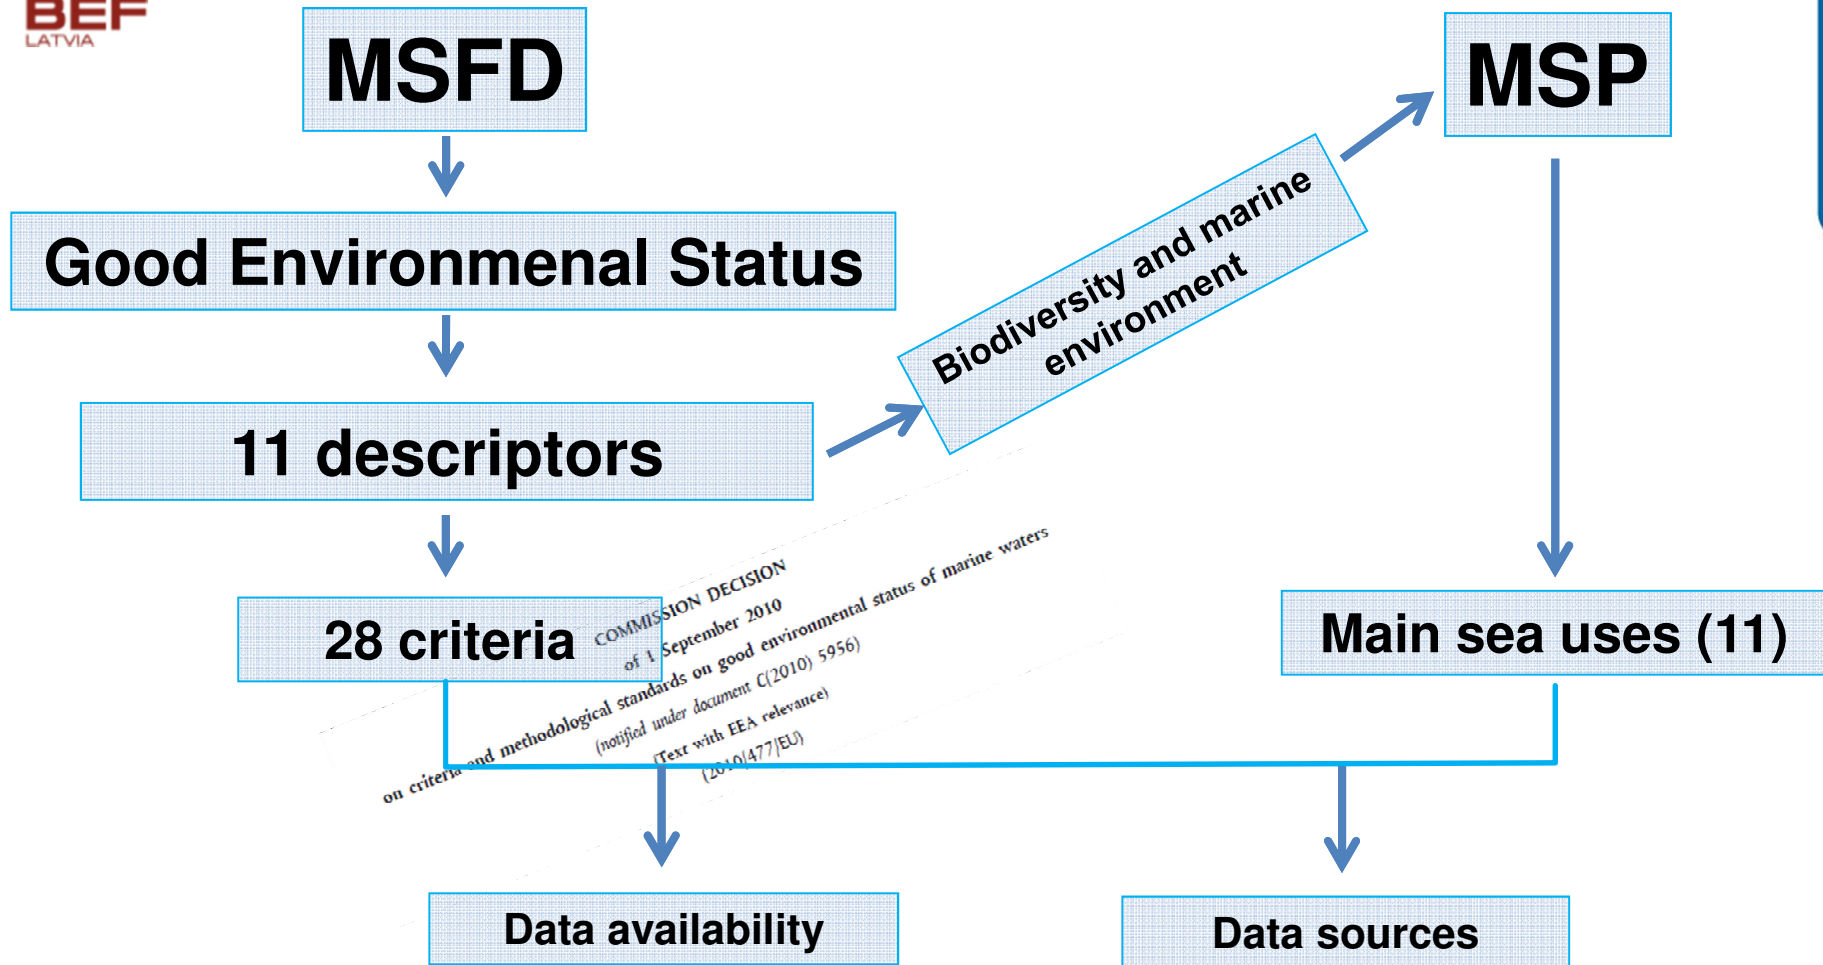 BEF
LATVIA
MSFD
MSP
Good Environmenal Status
Biodiversity and marine
environment
11 descriptors
28 criteria
COMMISSION DECISION
of 1 September 2010
on criteria and methodological standards on good environmental status of marine waters
(notified under document C(2010) 5956)
(Text with EEA relevance)
(2010/477/EU)
Main sea uses (11)
Data availability
Data sources